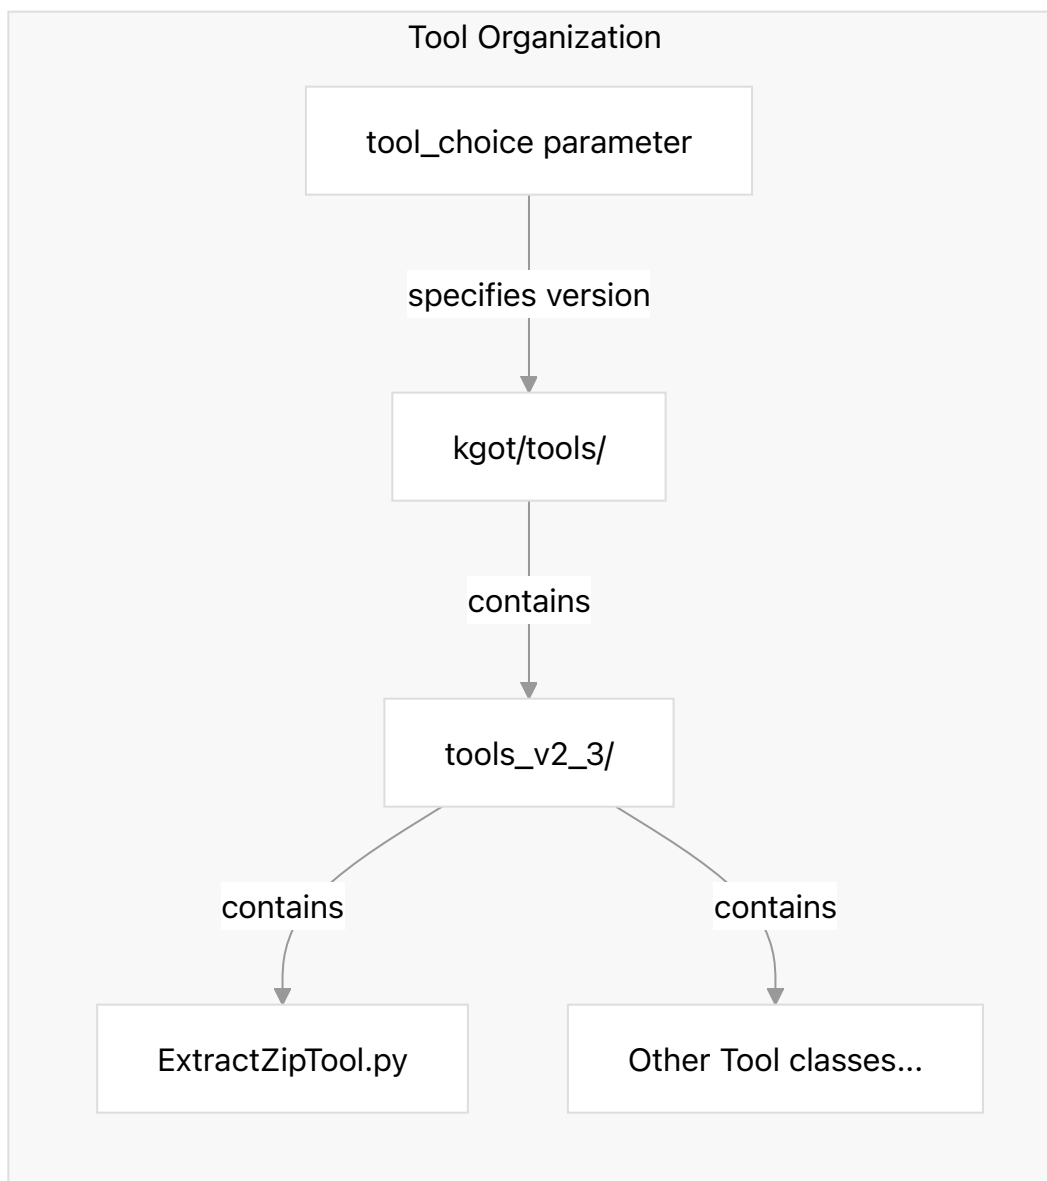 Tool Organization
tool_choice parameter
specifies version
kgot/tools/
contains
tools_v2_3/
contains
contains
ExtractZipTool.py
Other Tool classes...